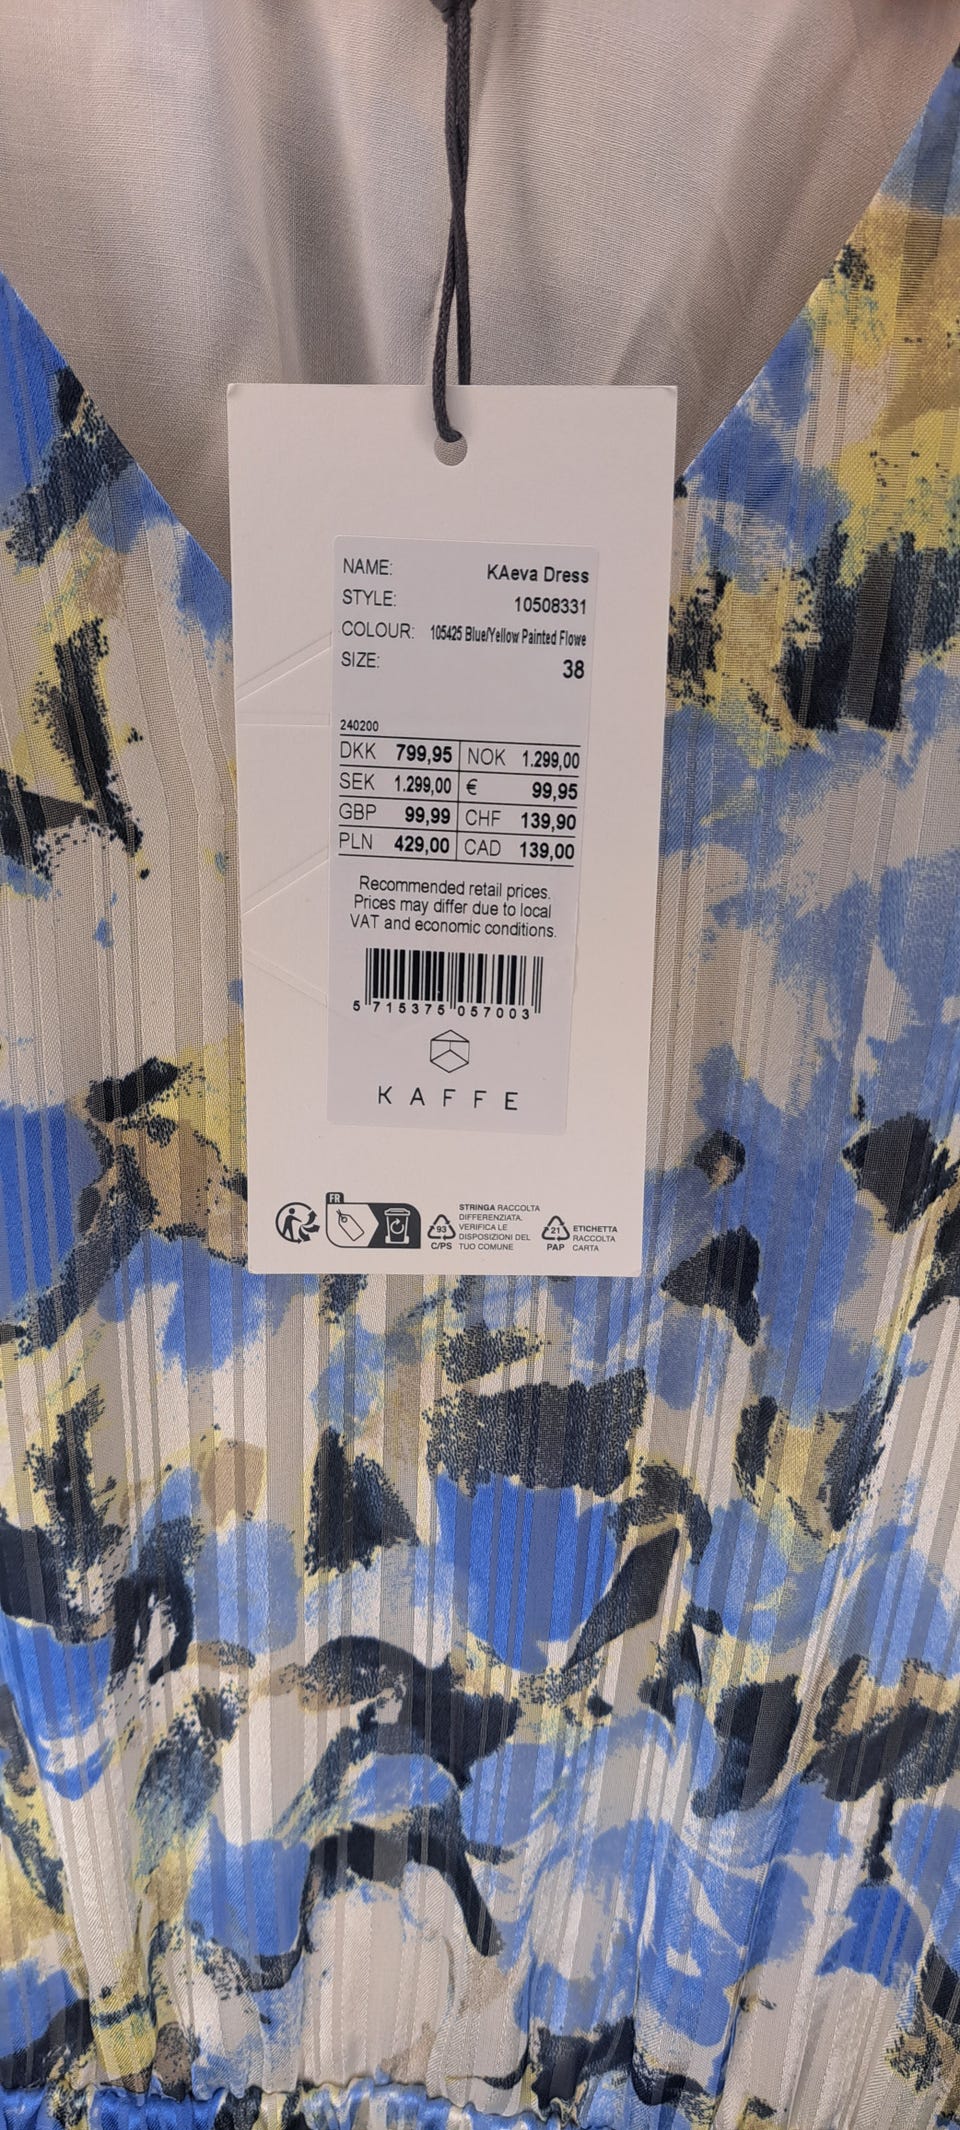 NAME: KAeva Dress
STYLE: 10508331
COLOUR: 105425 Blue/Yellow Painted Flowe
SIZE: 38
240200
DKK 799,95 NOK 1.299,00
SEK 1.299,00 € 99,95
GBP 99,99 CHF 139,90
PLN 429,00 CAD 139,00
Recommended retail prices.
Prices may differ due to local
VAT and economic conditions.
5 715375 057003
KAFFE
FR
93
C/PS
STRINGA RACCOLTA
DIFFERENZIATA.
VERIFICA LE
DISPOSIZIONI DEL
TUO COMUNE
21
PAP
ETICHETTA
RACCOLTA
CARTA